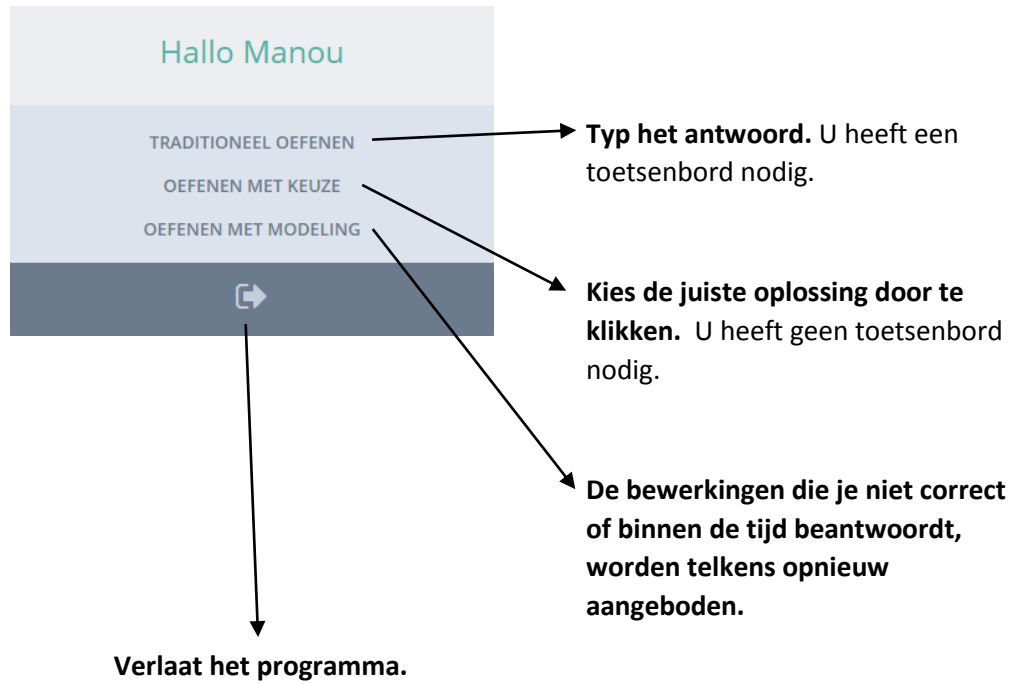 Hallo Manou
TRADITIONEEL OEFENEN
OEFENEN MET KEUZE
OEFENEN MET MODELING
Typ het antwoord. U heeft een
toetsenbord nodig.
Kies de juiste oplossing door te
klikken.  U heeft geen toetsenbord
nodig.
De bewerkingen die je niet correct
of binnen de tijd beantwoordt,
worden telkens opnieuw
aangeboden.
Verlaat het programma.